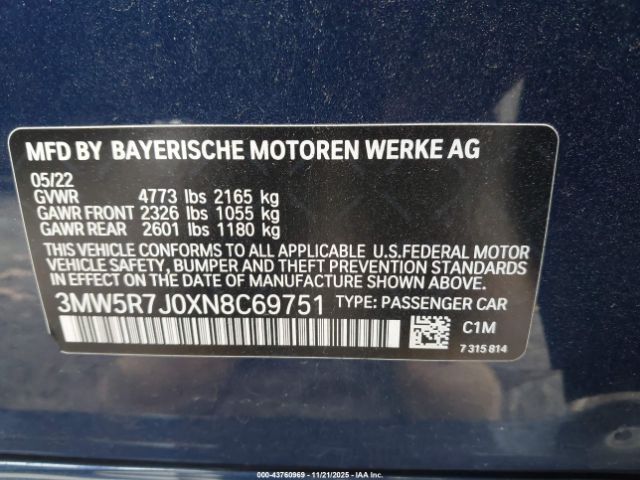 MFD BY BAYERISCHE MOTOREN WERKE AG
05/22
GVWR 4773 lbs 2165 kg
GAWR FRONT 2326 lbs 1055 kg
GAWR REAR 2601 lbs 1180 kg
THIS VEHICLE CONFORMS TO ALL APPLICABLE U.S.FEDERAL MOTOR
VEHICLE SAFETY, BUMPER AND THEFT PREVENTION STANDARDS
IN EFFECT ON THE DATE OF MANUFACTURE SHOWN ABOVE.
3MW5R7J0XN8C69751 TYPE: PASSENGER CAR
C1M
7 315 814
000-43760969 - 11/21/2025 - IAA, Inc.